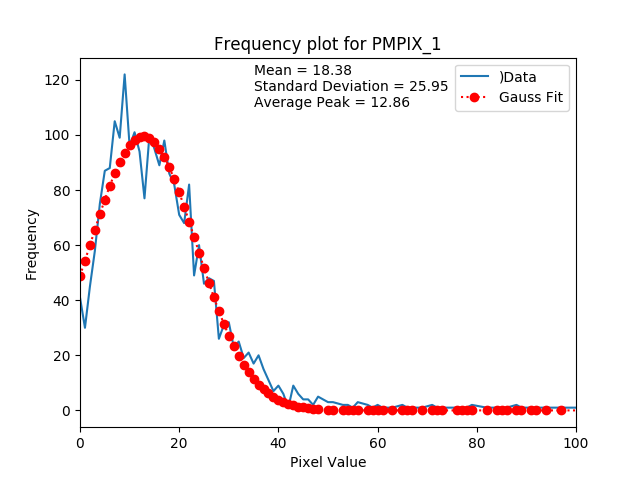 Frequency plot for PMPIX_1
Mean = 18.38
Standard Deviation = 25.95
Average Peak = 12.86
)Data
Gauss Fit
Frequency
120
100
80
60
40
20
0
0 20 40 60 80 100
Pixel Value